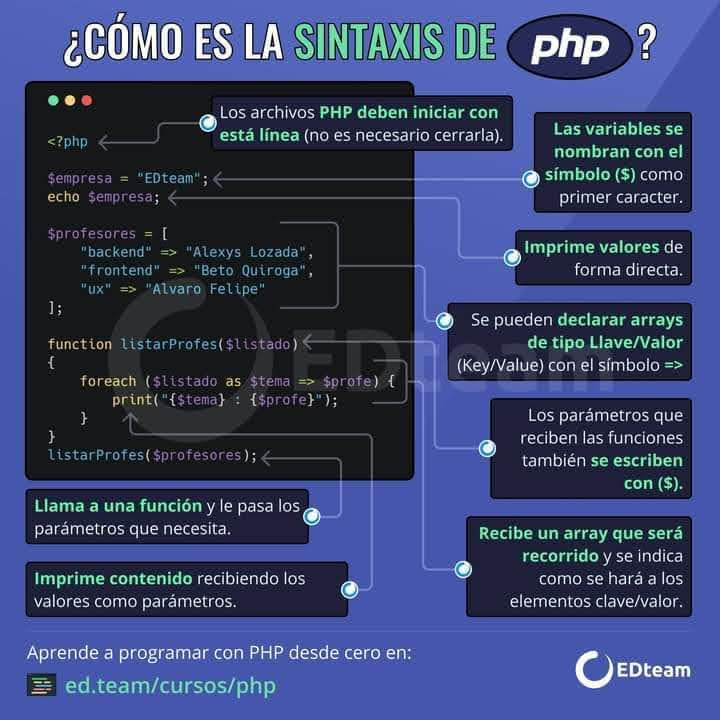 ¿CÓMO ES LA SINTAXIS DE php ?
<?php
Los archivos PHP deben iniciar con
está línea (no es necesario cerrarla).
$empresa = "EDteam";
echo $empresa;
Las variables se
nombran con el
símbolo ($) como
primer caracter.
Imprime valores de
forma directa.
$profesores = [
"backend" => "Alexys Lozada",
"frontend" => "Beto Quiroga",
"ux" => "Alvaro Felipe"
];
Se pueden declarar arrays
de tipo Llave/Valor
(Key/Value) con el símbolo =>
function listarProfes($listado)
{
foreach ($listado as $tema => $profe) {
print("{$tema} : {$profe}");
}
}
listarProfes($profesores);
EDteam
Los parámetros que
reciben las funciones
también se escriben
con ($).
Llama a una función y le pasa los
parámetros que necesita.
Recibe un array que será
recorrido y se indica
como se hará a los
elementos clave/valor.
Imprime contenido recibiendo los
valores como parámetros.
Aprende a programar con PHP desde cero en:
ed.team/cursos/php
EDteam